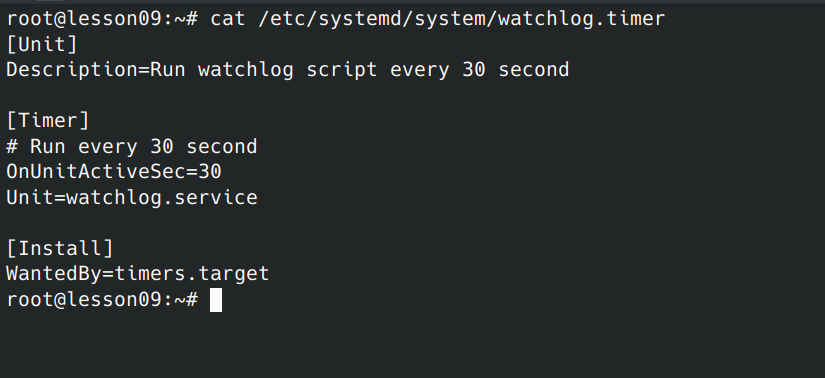 root@lesson09:~# cat /etc/systemd/system/watchlog.timer
[Unit]
Description=Run watchlog script every 30 second
[Timer]
# Run every 30 second
OnUnitActiveSec=30
Unit=watchlog.service
[Install]
WantedBy=timers.target
root@lesson09:~#